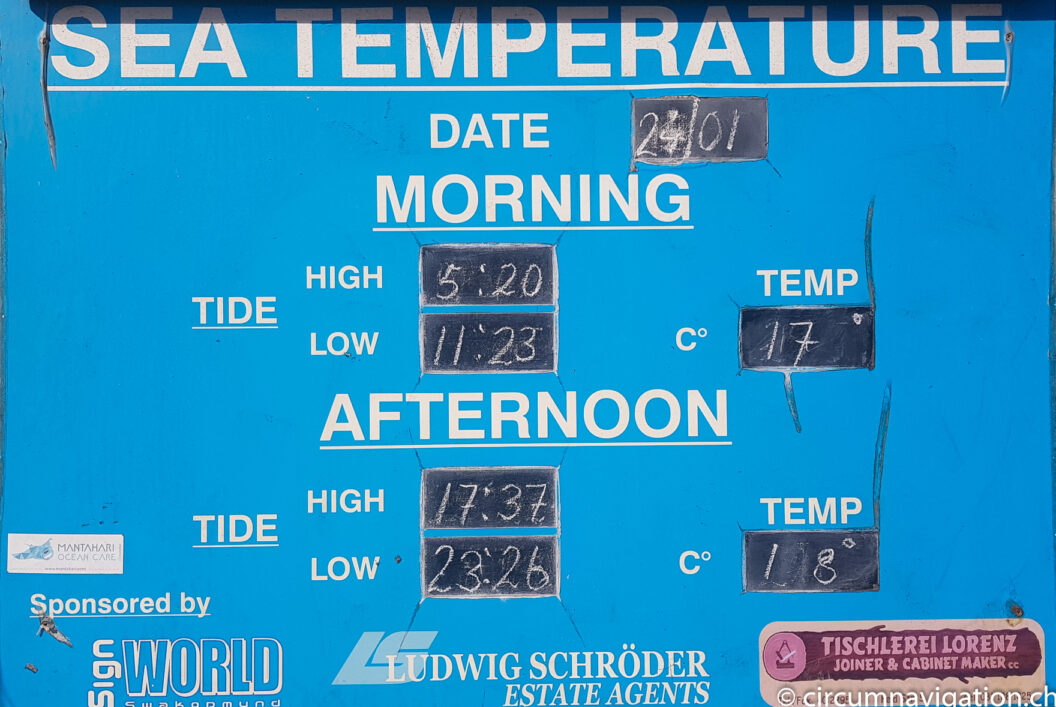 SEA TEMPERATURE
DATE 24/01
MORNING
HIGH 5:20
TIDE
TEMP
LOW 11:23
C° 17°
AFTERNOON
HIGH 17:37
TIDE
TEMP
LOW 23:26
C° 18°
MANTAHARI
OCEAN CARE
Sponsored by
Sign WORLD
Swakopmund
LS
LUDWIG SCHRÖDER
ESTATE AGENTS
TISCHLEREI LORENZ
JOINER & CABINET MAKER CC
© circumnavigation.ch